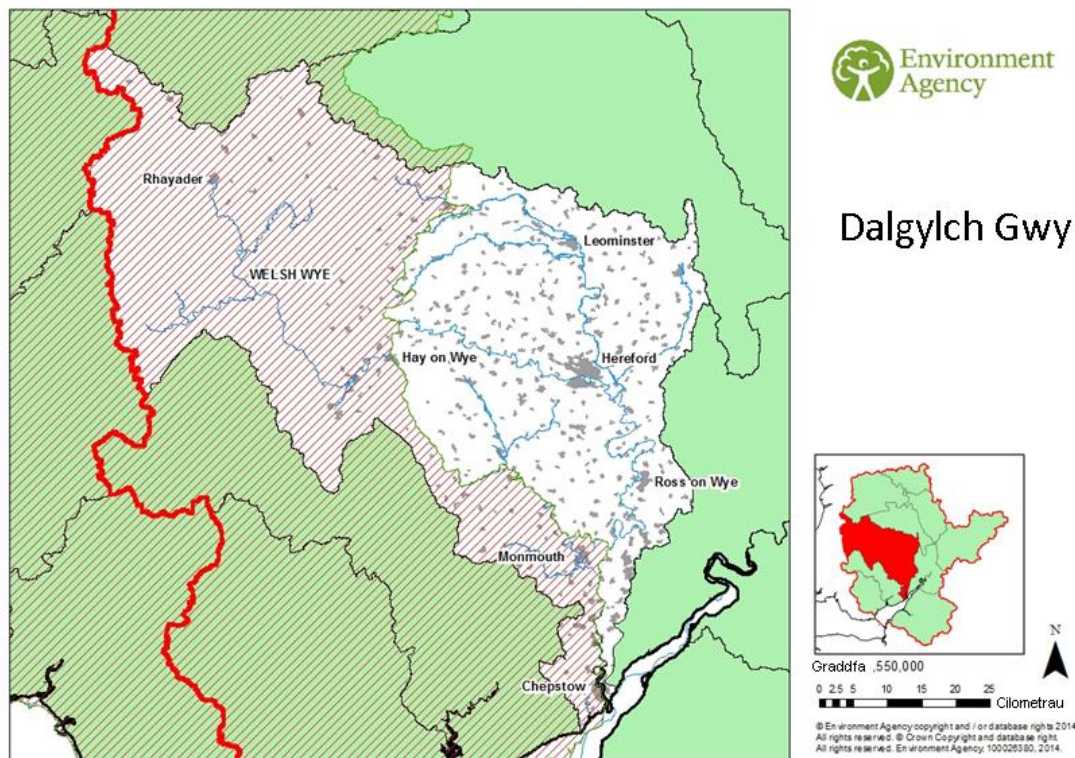 Environment
Agency
Dalgylch Gwy
Rhayader
Leominster
WELSH WYE
Hay on Wye
Hereford
Ross on Wye
Monmouth
Chepstow
N
Graddfa ,550,000
0 2.5 5 10 15 20 25 Cilometrau
© Environment Agency copyright and / or database rights 2014
All rights reserved. © Crown Copyright and database right.
All rights reserved. Environment Agency, 100026380, 2014.